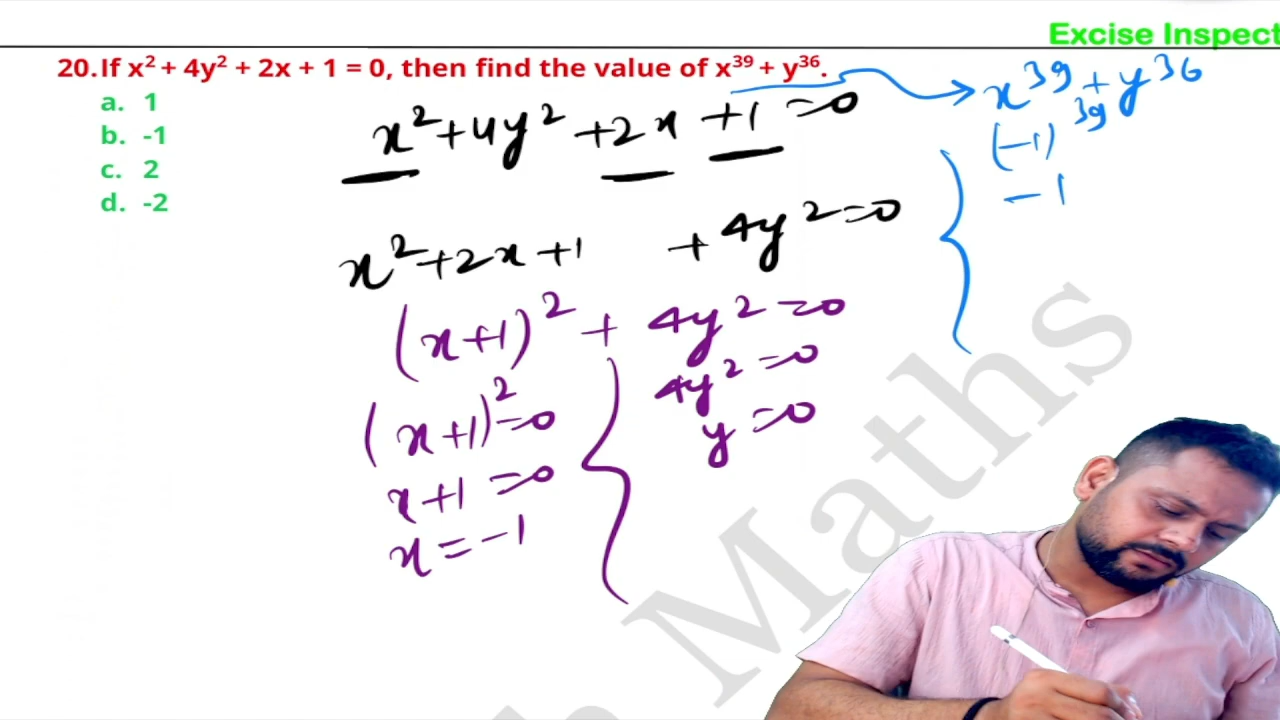 Excise Inspect
20. If x² + 4y² + 2x + 1 = 0, then find the value of x³⁹ + y³⁶.
a. 1
b. -1
c. 2
d. -2
x² + 4y² + 2x + 1 = 0
x² + 2x + 1 + 4y² = 0
(x+1)² + 4y² = 0
(x+1)² = 0
x+1 = 0
x = -1
4y² = 0
y = 0
x³⁹ + y³⁶
(-1)³⁹
-1
h Maths